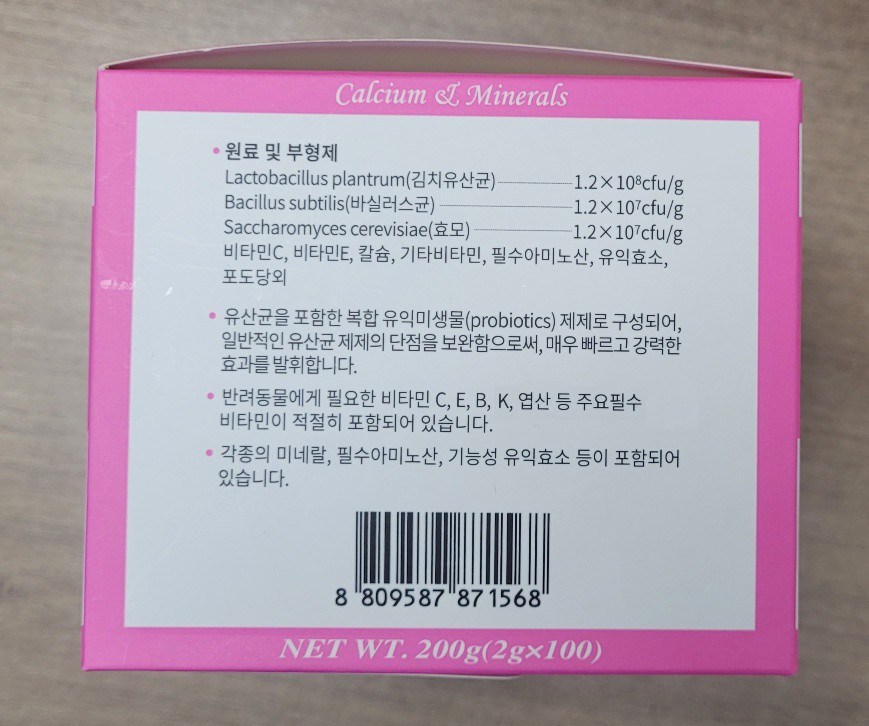 Calcium & Minerals
• 원료 및 부형제
Lactobacillus plantrum(김치유산균) 1.2×10⁸cfu/g
Bacillus subtilis(바실러스균) 1.2×10⁷cfu/g
Saccharomyces cerevisiae(효모) 1.2×10⁷cfu/g
비타민C, 비타민E, 칼슘, 기타비타민, 필수아미노산, 유익효소,
포도당외
• 유산균을 포함한 복합 유익미생물(probiotics) 제제로 구성되어,
일반적인 유산균 제제의 단점을 보완함으로써, 매우 빠르고 강력한
효과를 발휘합니다.
• 반려동물에게 필요한 비타민 C, E, B, K, 엽산 등 주요필수
비타민이 적절히 포함되어 있습니다.
• 각종의 미네랄, 필수아미노산, 기능성 유익효소 등이 포함되어
있습니다.
8 809587 871568
NET WT. 200g(2g×100)